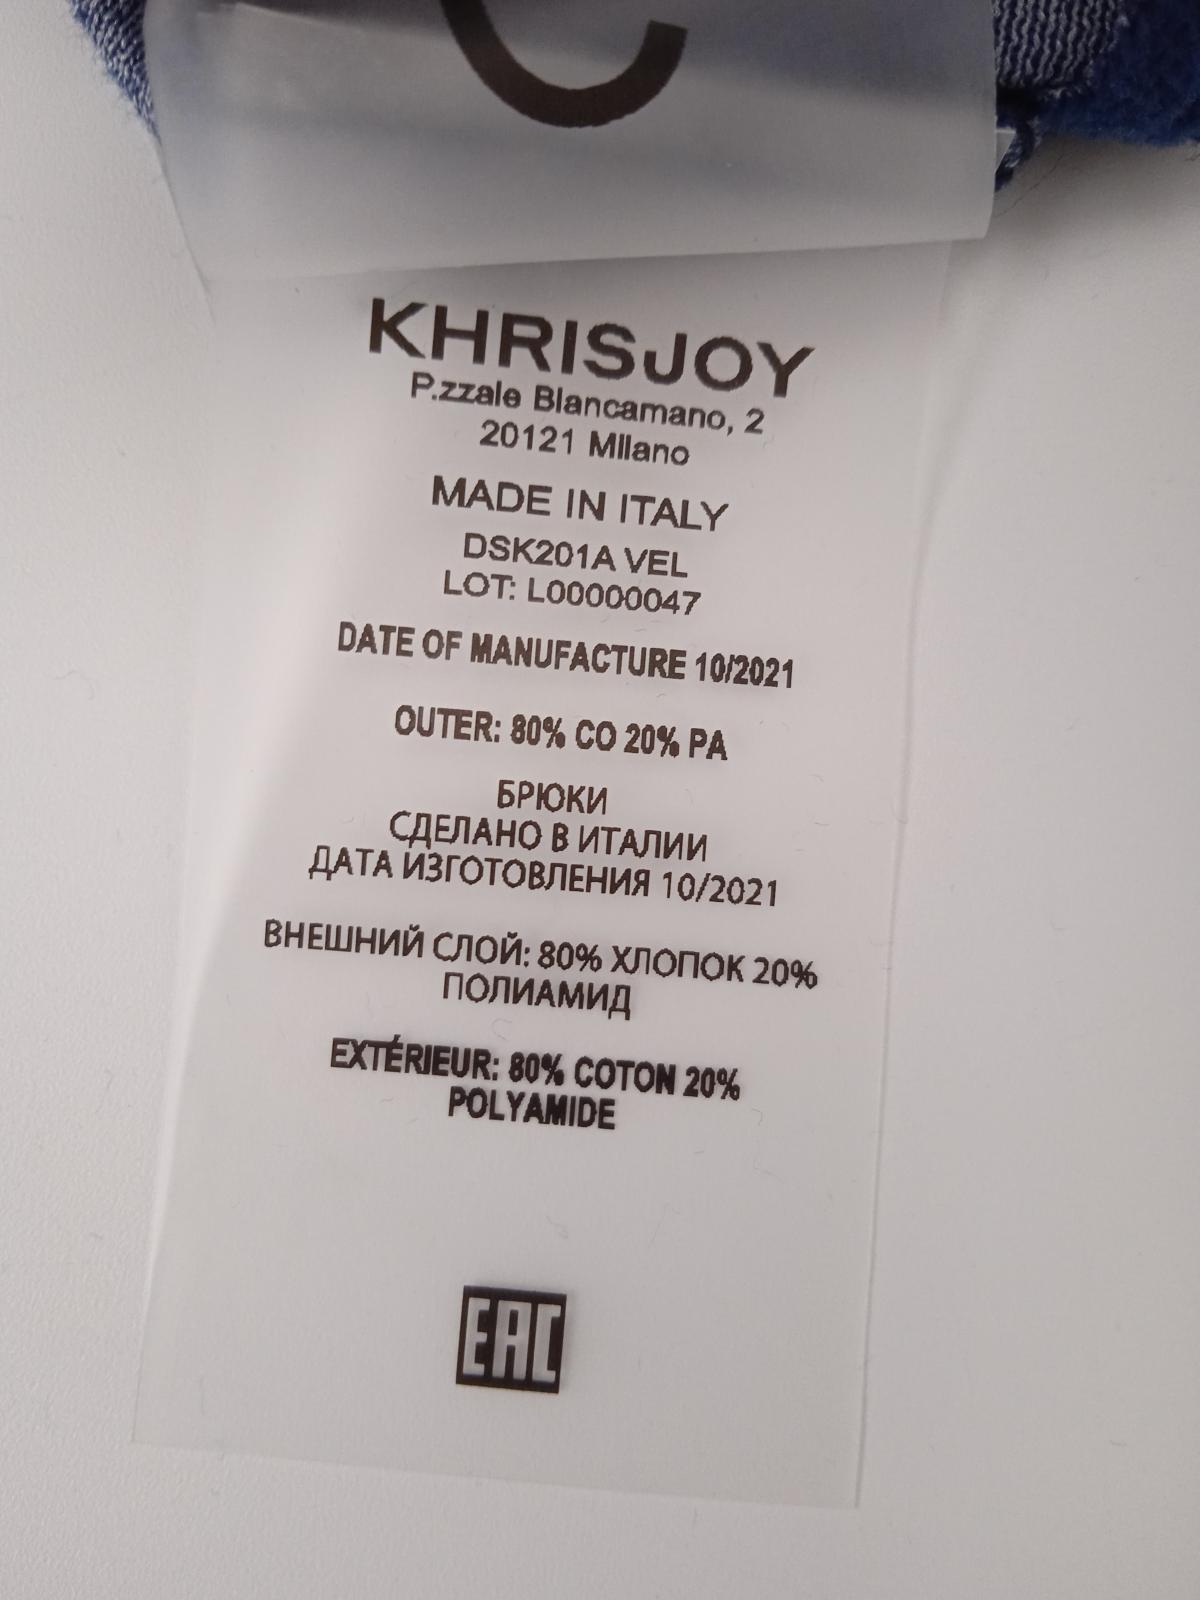 KHRISJOY
P.zzale Biancamano, 2
20121 Milano
MADE IN ITALY
DSK201A VEL
LOT: L00000047
DATE OF MANUFACTURE 10/2021
OUTER: 80% CO 20% PA
БРЮКИ
СДЕЛАНО В ИТАЛИИ
ДАТА ИЗГОТОВЛЕНИЯ 10/2021
ВНЕШНИЙ СЛОЙ: 80% ХЛОПОК 20%
ПОЛИАМИД
EXTÉRIEUR: 80% COTON 20%
POLYAMIDE
EAC